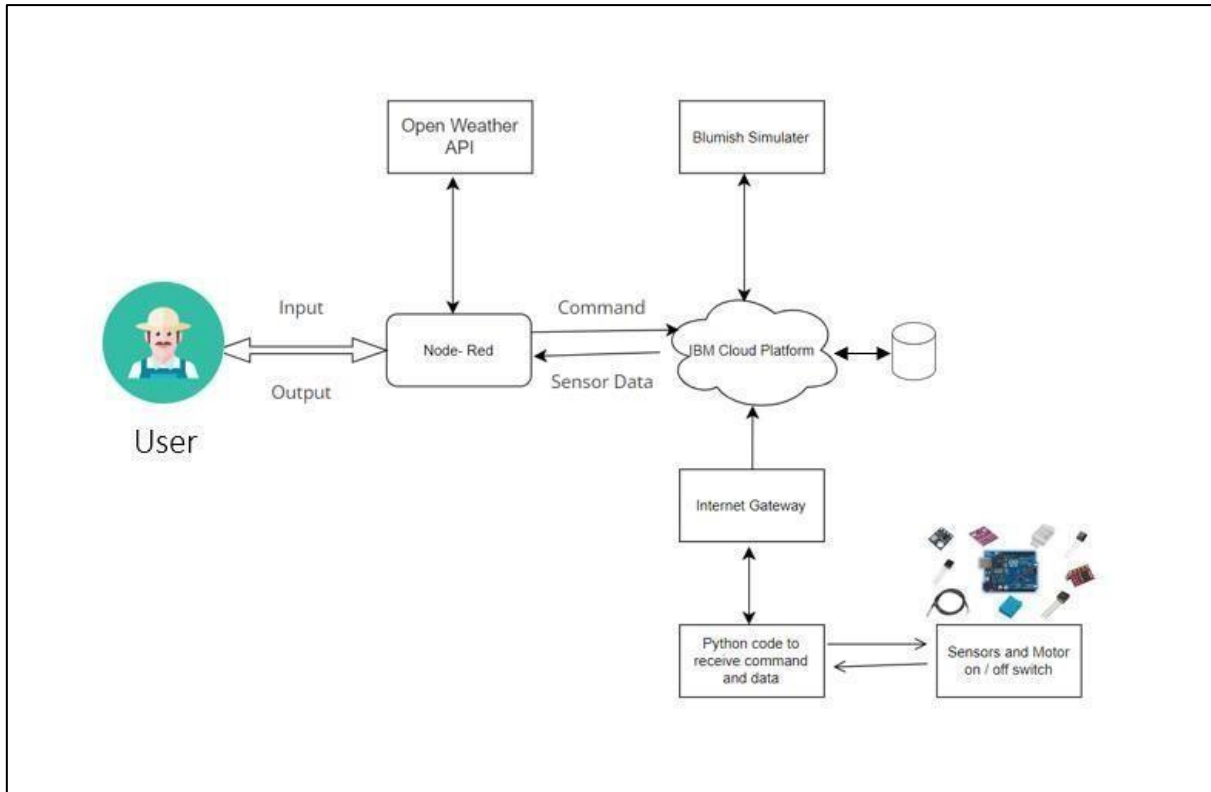 Open Weather
API
Blumish Simulater
Input
Command
Node- Red
IBM Cloud Platform
Output
Sensor Data
User
Internet Gateway
Python code to
receive command
and data
Sensors and Motor
on / off switch